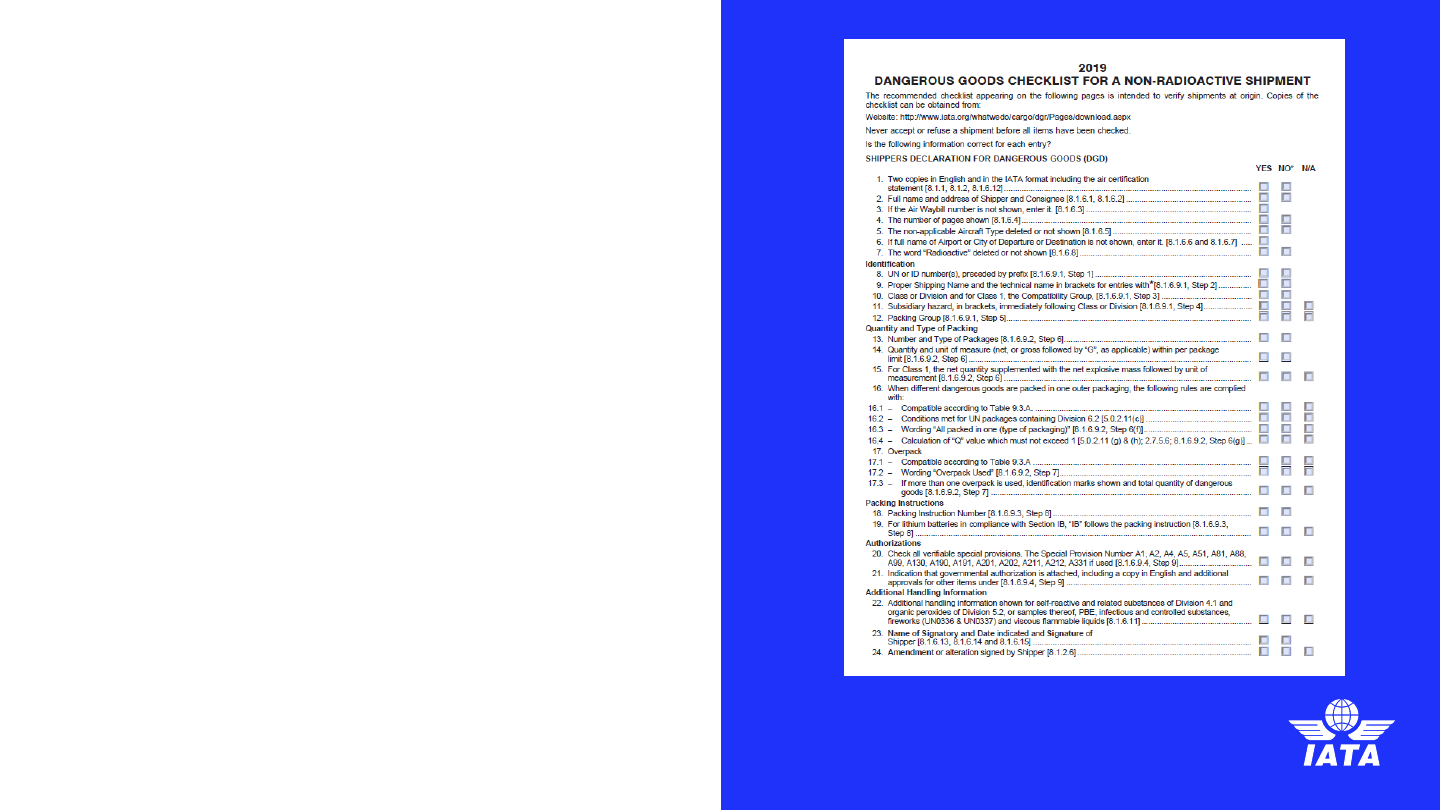 2019
DANGEROUS GOODS CHECKLIST FOR A NON-RADIOACTIVE SHIPMENT
The recommended checklist appearing on the following pages is intended to verify shipments at origin. Copies of the
checklist can be obtained from:
Website: http://www.iata.org/whatwedo/cargo/dgr/Pages/download.aspx
Never accept or refuse a shipment before all items have been checked.
Is the following information correct for each entry?
SHIPPERS DECLARATION FOR DANGEROUS GOODS (DGD)
YES NO* N/A
1. Two copies in English and in the IATA format including the air certification
statement [8.1.1, 8.1.2, 8.1.6.12]
2. Full name and address of Shipper and Consignee [8.1.6.1, 8.1.6.2]
3. If the Air Waybill number is not shown, enter it. [8.1.6.3]
4. The number of pages shown [8.1.6.4]
5. The non-applicable Aircraft Type deleted or not shown [8.1.6.5]
6. If full name of Airport or City of Departure or Destination is not shown, enter it. [8.1.6.6 and 8.1.6.7]
7. The word "Radioactive" deleted or not shown [8.1.6.8]
Identification
8. UN or ID number(s), preceded by prefix [8.1.6.9.1, Step 1]
9. Proper Shipping Name and the technical name in brackets for entries with*[8.1.6.9.1, Step 2]
10. Class or Division and for Class 1, the Compatibility Group, [8.1.6.9.1, Step 3]
11. Subsidiary hazard, in brackets, immediately following Class or Division [8.1.6.9.1, Step 4]
12. Packing Group [8.1.6.9.1, Step 5]
Quantity and Type of Packing
13. Number and Type of Packages [8.1.6.9.2, Step 6]
14. Quantity and unit of measure (net, or gross followed by "G", as applicable) within per package
limit [8.1.6.9.2, Step 6]
15. For Class 1, the net quantity supplemented with the net explosive mass followed by unit of
measurement [8.1.6.9.2, Step 6]
16. When different dangerous goods are packed in one outer packaging, the following rules are complied
with:
16.1 – Compatible according to Table 9.3.A.
16.2 – Conditions met for UN packages containing Division 6.2 [5.0.2.11(c)]
16.3 – Wording "All packed in one (type of packaging)" [8.1.6.9.2, Step 6(f)]
16.4 – Calculation of "Q" value which must not exceed 1 [5.0.2.11 (g) & (h); 2.7.5.6; 8.1.6.9.2, Step 6(g)]
17. Overpack
17.1 – Compatible according to Table 9.3.A
17.2 – Wording "Overpack Used" [8.1.6.9.2, Step 7]
17.3 – If more than one overpack is used, identification marks shown and total quantity of dangerous
goods [8.1.6.9.2, Step 7]
Packing Instructions
18. Packing Instruction Number [8.1.6.9.3, Step 8]
19. For lithium batteries in compliance with Section IB, "IB" follows the packing instruction [8.1.6.9.3,
Step 8]
Authorizations
20. Check all verifiable special provisions. The Special Provision Number A1, A2, A4, A5, A51, A81, A88,
A99, A130, A190, A191, A201, A202, A211, A212, A331 if used [8.1.6.9.4, Step 9]
21. Indication that governmental authorization is attached, including a copy in English and additional
approvals for other items under [8.1.6.9.4, Step 9]
Additional Handling Information
22. Additional handling information shown for self-reactive and related substances of Division 4.1 and
organic peroxides of Division 5.2, or samples thereof, PBE, infectious and controlled substances,
fireworks (UN0336 & UN0337) and viscous flammable liquids [8.1.6.11]
23. Name of Signatory and Date indicated and Signature of
Shipper [8.1.6.13, 8.1.6.14 and 8.1.6.15]
24. Amendment or alteration signed by Shipper [8.1.2.6]
IATA